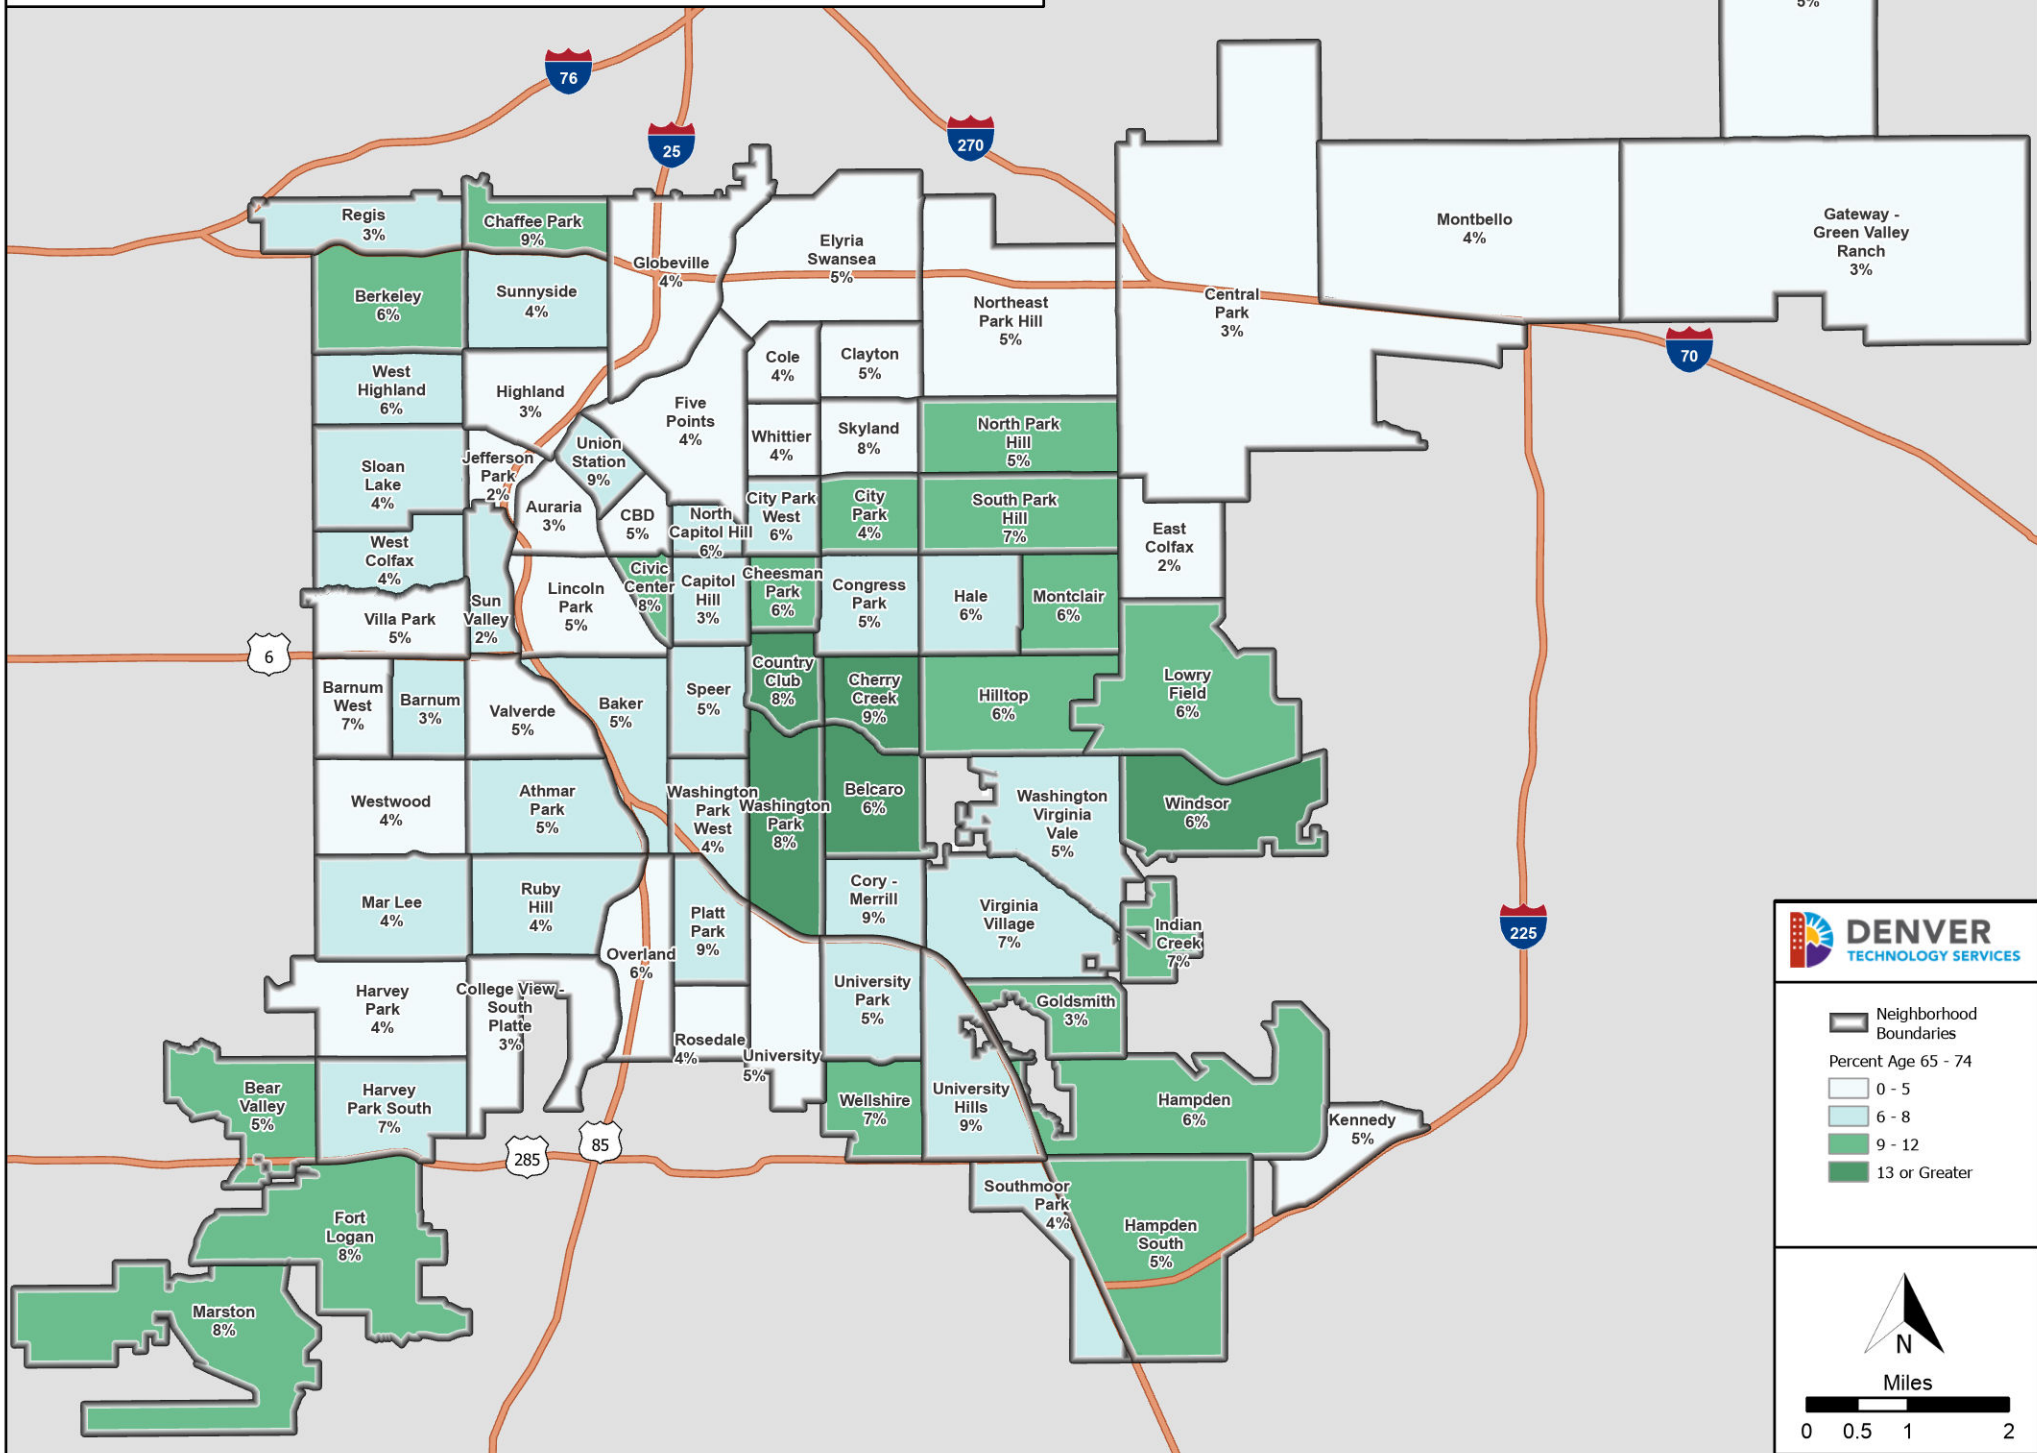 5%
76
25
270
Regis
3%
Chaffee Park
9%
Globeville
4%
Elyria
Swansea
5%
Montbello
4%
Gateway -
Green Valley
Ranch
3%
Berkeley
6%
Sunnyside
4%
Northeast
Park Hill
5%
Central
Park
3%
70
West
Highland
6%
Highland
3%
Cole
4%
Clayton
5%
Five
Points
4%
Whittier
4%
Skyland
8%
North Park
Hill
5%
Sloan
Lake
4%
Jefferson
Park
2%
Union
Station
9%
Auraria
3%
CBD
5%
North
Capitol Hill
6%
City Park
West
6%
City
Park
4%
South Park
Hill
7%
East
Colfax
2%
West
Colfax
4%
Villa Park
5%
Sun
Valley
2%
Lincoln
Park
5%
Civic
Center
8%
Capitol
Hill
3%
Cheesman
Park
6%
Congress
Park
5%
Hale
6%
Montclair
6%
6
Barnum
West
7%
Barnum
3%
Valverde
5%
Baker
5%
Speer
5%
Country
Club
8%
Cherry
Creek
9%
Hilltop
6%
Lowry
Field
6%
Westwood
4%
Athmar
Park
5%
Washington
Park
West
4%
Washington
Park
8%
Belcaro
6%
Washington
Virginia
Vale
5%
Windsor
6%
Mar Lee
4%
Ruby
Hill
4%
Overland
6%
Platt
Park
9%
Cory -
Merrill
9%
Virginia
Village
7%
Indian
Creek
7%
225
Harvey
Park
4%
College View -
South
Platte
3%
Rosedale
4%
University
5%
University
Park
5%
Goldsmith
3%
Bear
Valley
5%
Harvey
Park South
7%
Wellshire
7%
University
Hills
9%
Hampden
6%
Kennedy
5%
285
85
Southmoor
Park
4%
Hampden
South
5%
Fort
Logan
8%
Marston
8%
DENVER
TECHNOLOGY SERVICES
Neighborhood
Boundaries
Percent Age 65 - 74
0 - 5
6 - 8
9 - 12
13 or Greater
N
Miles
0 0.5 1 2